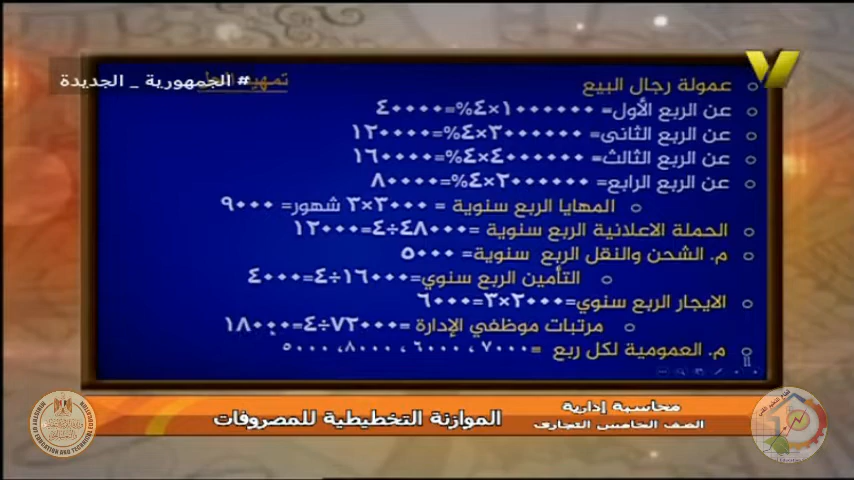 # الجمهورية _ الجديدة
تمهيد الحل
عمولة رجال البيع
عن الربع الأول= ١٠٠٠٠٠٠×٤%=٤٠٠٠٠
عن الربع الثانى= ٣٠٠٠٠٠٠×٤%=١٢٠٠٠٠
عن الربع الثالث= ٤٠٠٠٠٠٠×٤%=١٦٠٠٠٠
عن الربع الرابع= ٢٠٠٠٠٠٠×٤%=٨٠٠٠٠
المهايا الربع سنوية = ٣٠٠٠×٣ شهور= ٩٠٠٠
الحملة الاعلانية الربع سنوية =٤٨٠٠٠÷٤=١٢٠٠٠
م. الشحن والنقل الربع سنوية= ٥٠٠٠
التأمين الربع سنوي=١٦٠٠٠÷٤=٤٠٠٠
الايجار الربع سنوي=٢٠٠٠×٣=٦٠٠٠
مرتبات موظفي الإدارة =٧٢٠٠٠÷٤=١٨٠٠٠
م. العمومية لكل ربع =٧٠٠٠ ، ٦٠٠٠ ، ٨٠٠٠، ٥٠٠٠
محاسبة إدارية
الصف الخامس التجارى
الموازنة التخطيطية للمصروفات